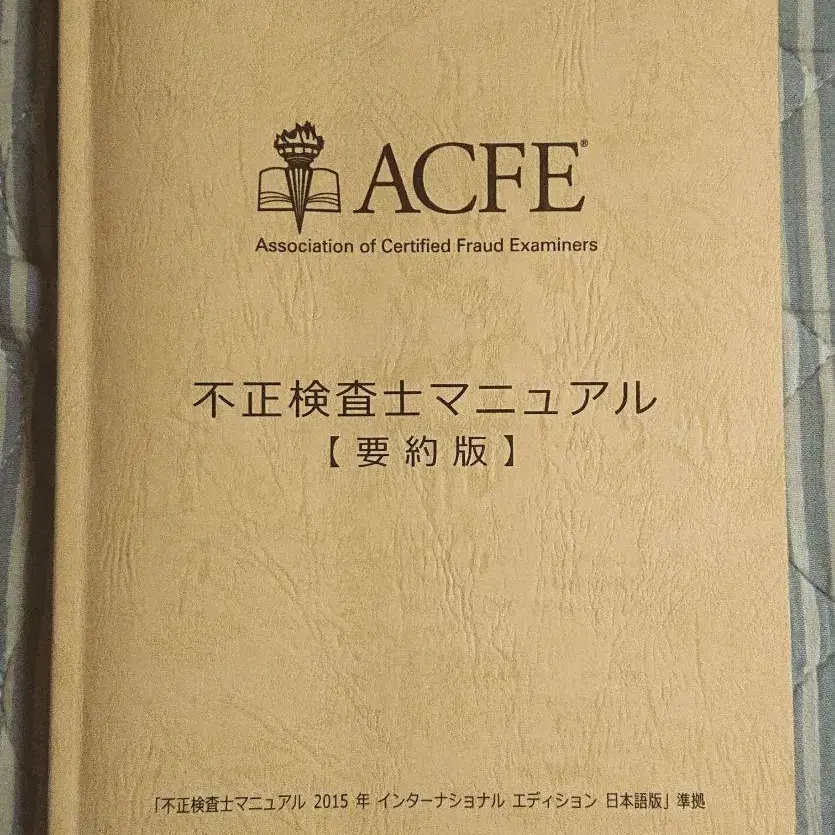 ACFE®
Association of Certified Fraud Examiners
不正検査士マニュアル
【要約版】
「不正検査士マニュアル 2015 年 インターナショナル エディション 日本語版」準拠